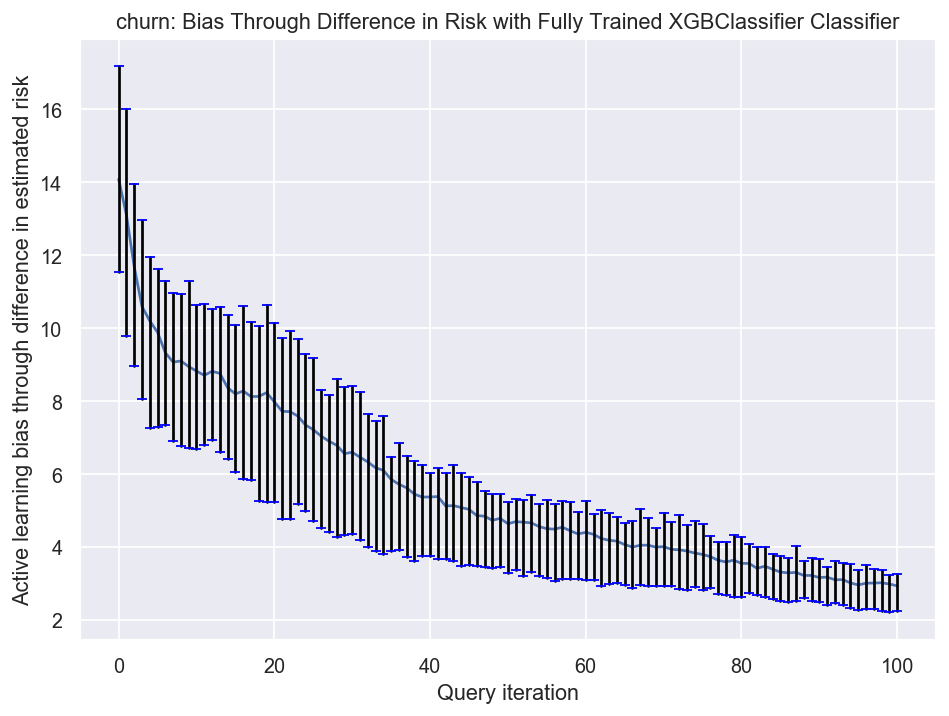 churn: Bias Through Difference in Risk with Fully Trained XGBClassifier Classifier
Active learning bias through difference in estimated risk
16
14
12
10
8
6
4
2
0 20 40 60 80 100
Query iteration